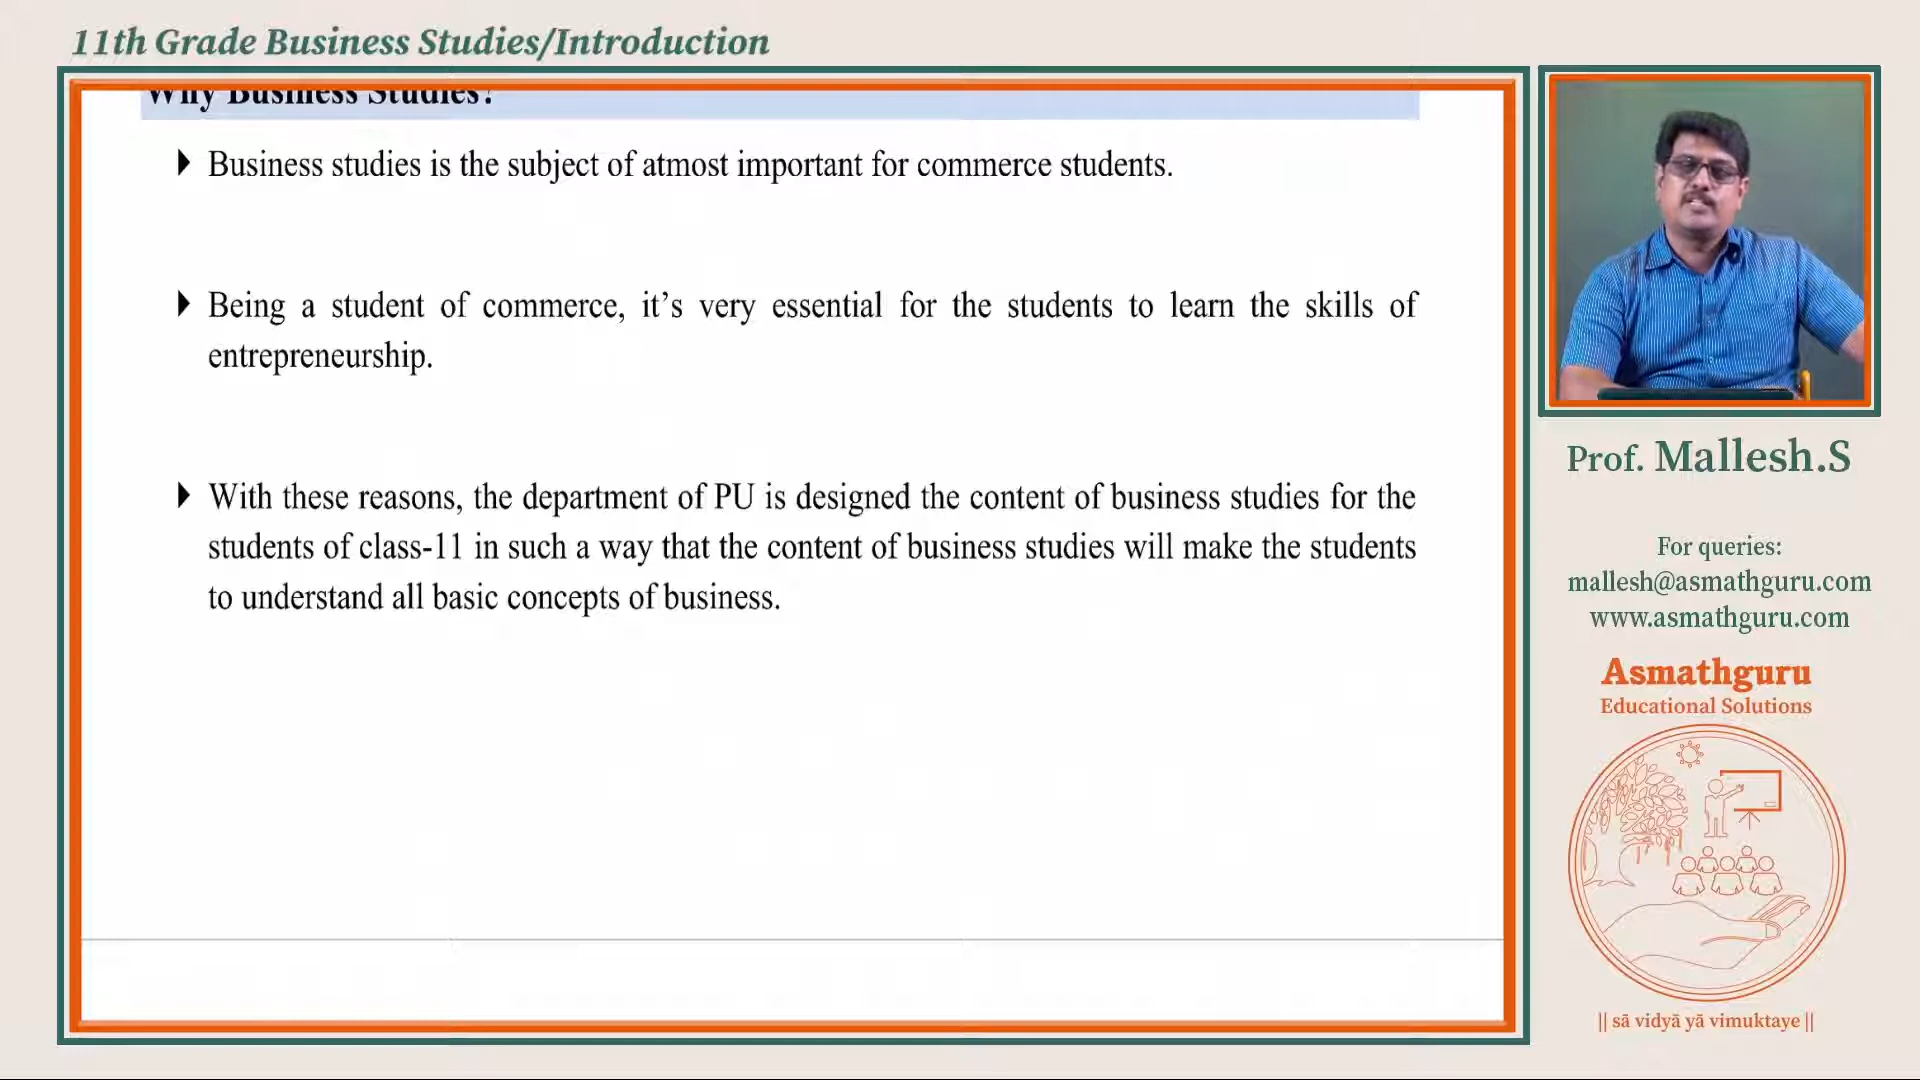 11th Grade Business Studies/Introduction
Why Business Studies?
Business studies is the subject of atmost important for commerce students.
Being a student of commerce, it’s very essential for the students to learn the skills of
entrepreneurship.
With these reasons, the department of PU is designed the content of business studies for the
students of class-11 in such a way that the content of business studies will make the students
to understand all basic concepts of business.
Prof. Mallesh.S
For queries:
mallesh@asmathguru.com
www.asmathguru.com
Asmathguru
Educational Solutions
|| sā vidyā yā vimuktaye ||